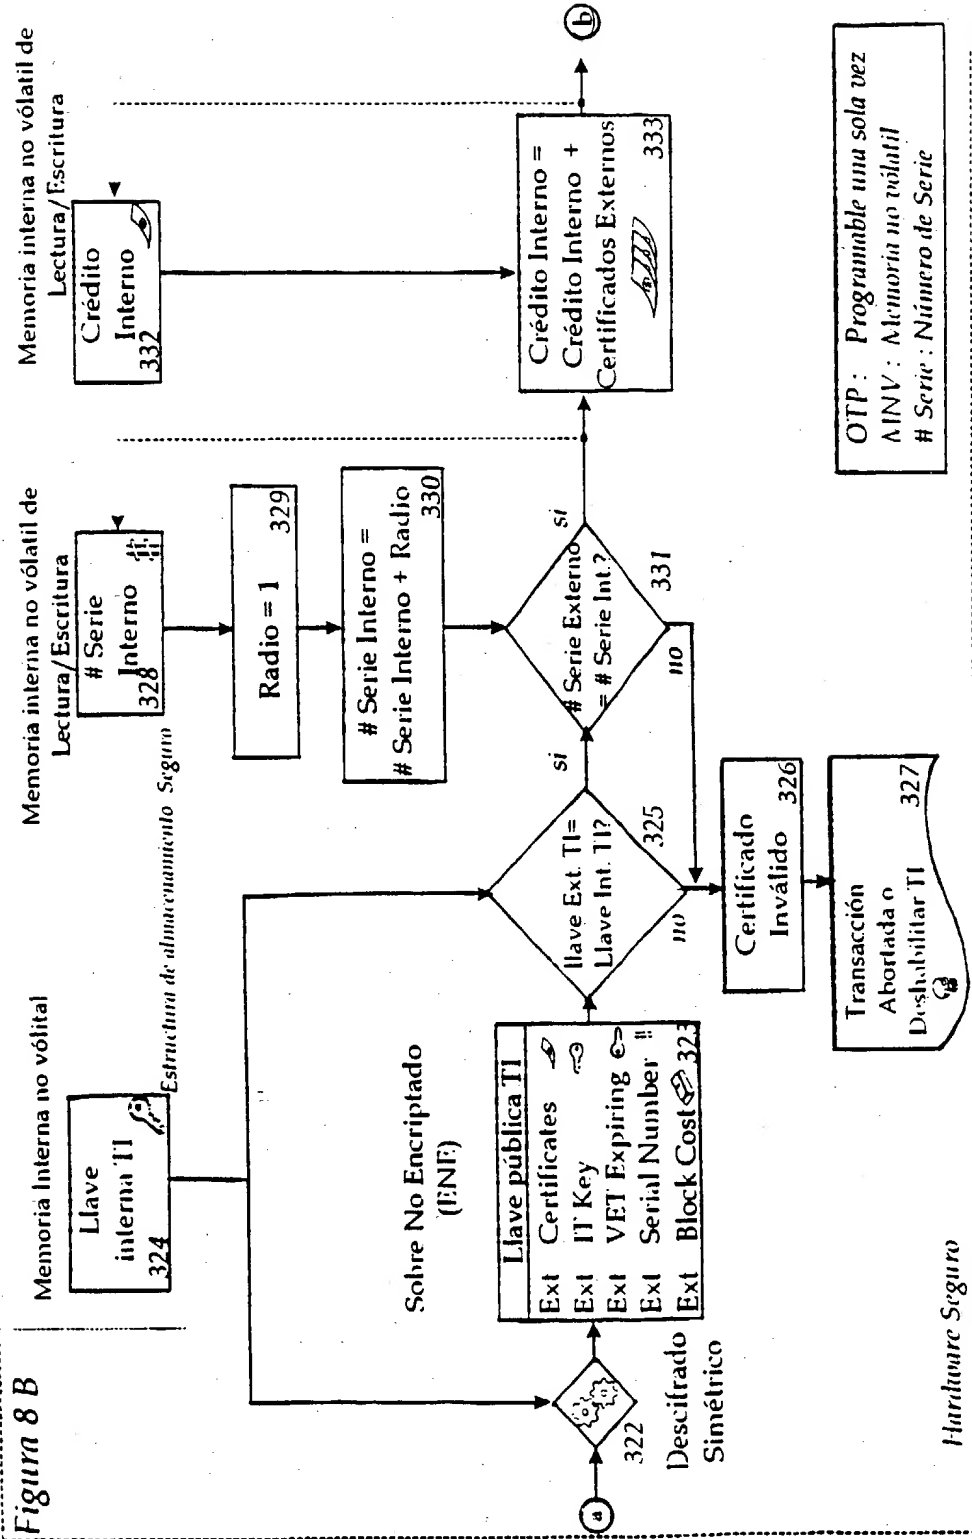 Figura 8 B
Memoria Interna no vólital
Llave
interna TI
324
Estructura de almacenamiento Seguro
Memoria interna no vólatil de
Lectura/Escritura
# Serie
Interno
328
Radio = 1
329
# Serie Interno =
# Serie Interno + Radio
330
Memoria interna no vólatil de
Lectura/Escritura
Crédito
Interno
332
Sobre No Encriptado
(ENE)
a
322
Descifrado
Simétrico
Llave pública TI
Ext Certificates
Ext IT Key
Ext VET Expiring
Ext Serial Number
Ext Block Cost
323
llave Ext. TI=
Llave Int. TI?
325
si
no
# Serie Externo
= # Serie Int.?
331
si
no
Crédito Interno =
Crédito Interno +
Certificados Externos
333
b
Certificado
Inválido
326
Transacción
Abortada o
Deshabilitar TI
327
OTP : Programable una sola vez
MNV : Memoria no vólatil
# Serie : Número de Serie
Hardware Seguro